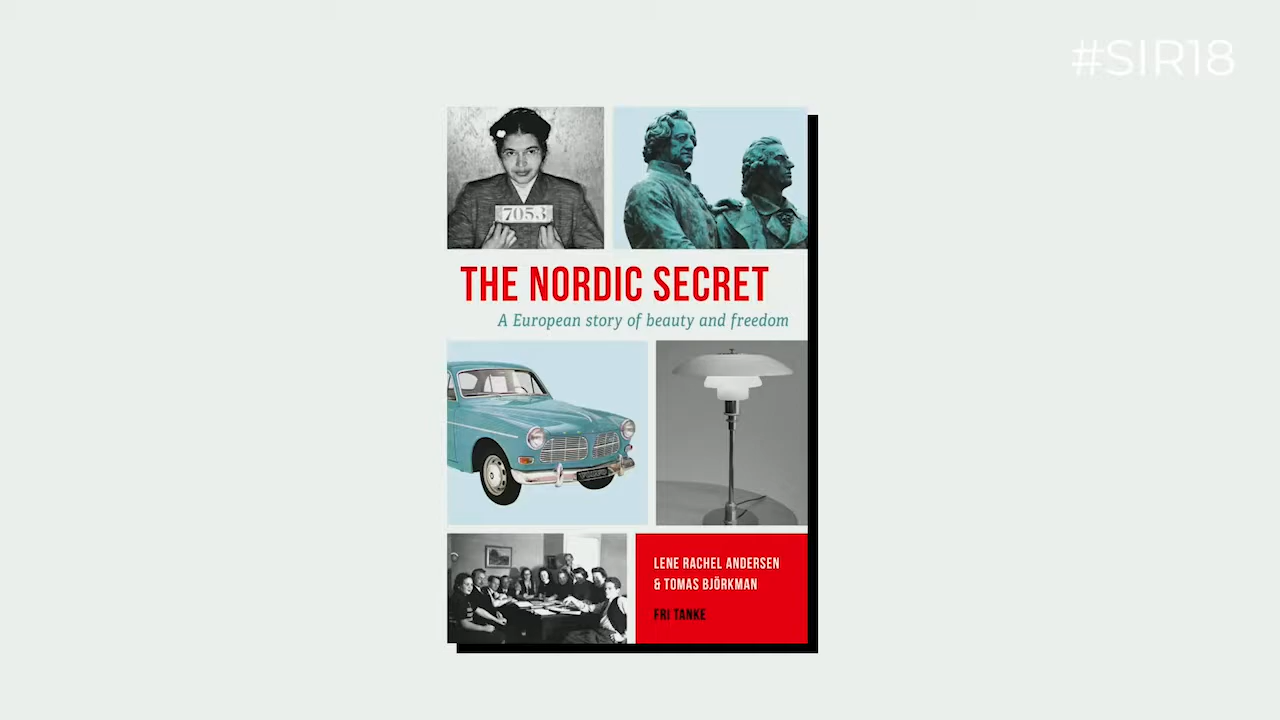 #SIR18
7053
THE NORDIC SECRET
A European story of beauty and freedom
LENE RACHEL ANDERSEN
& TOMAS BJÖRKMAN
FRI TANKE